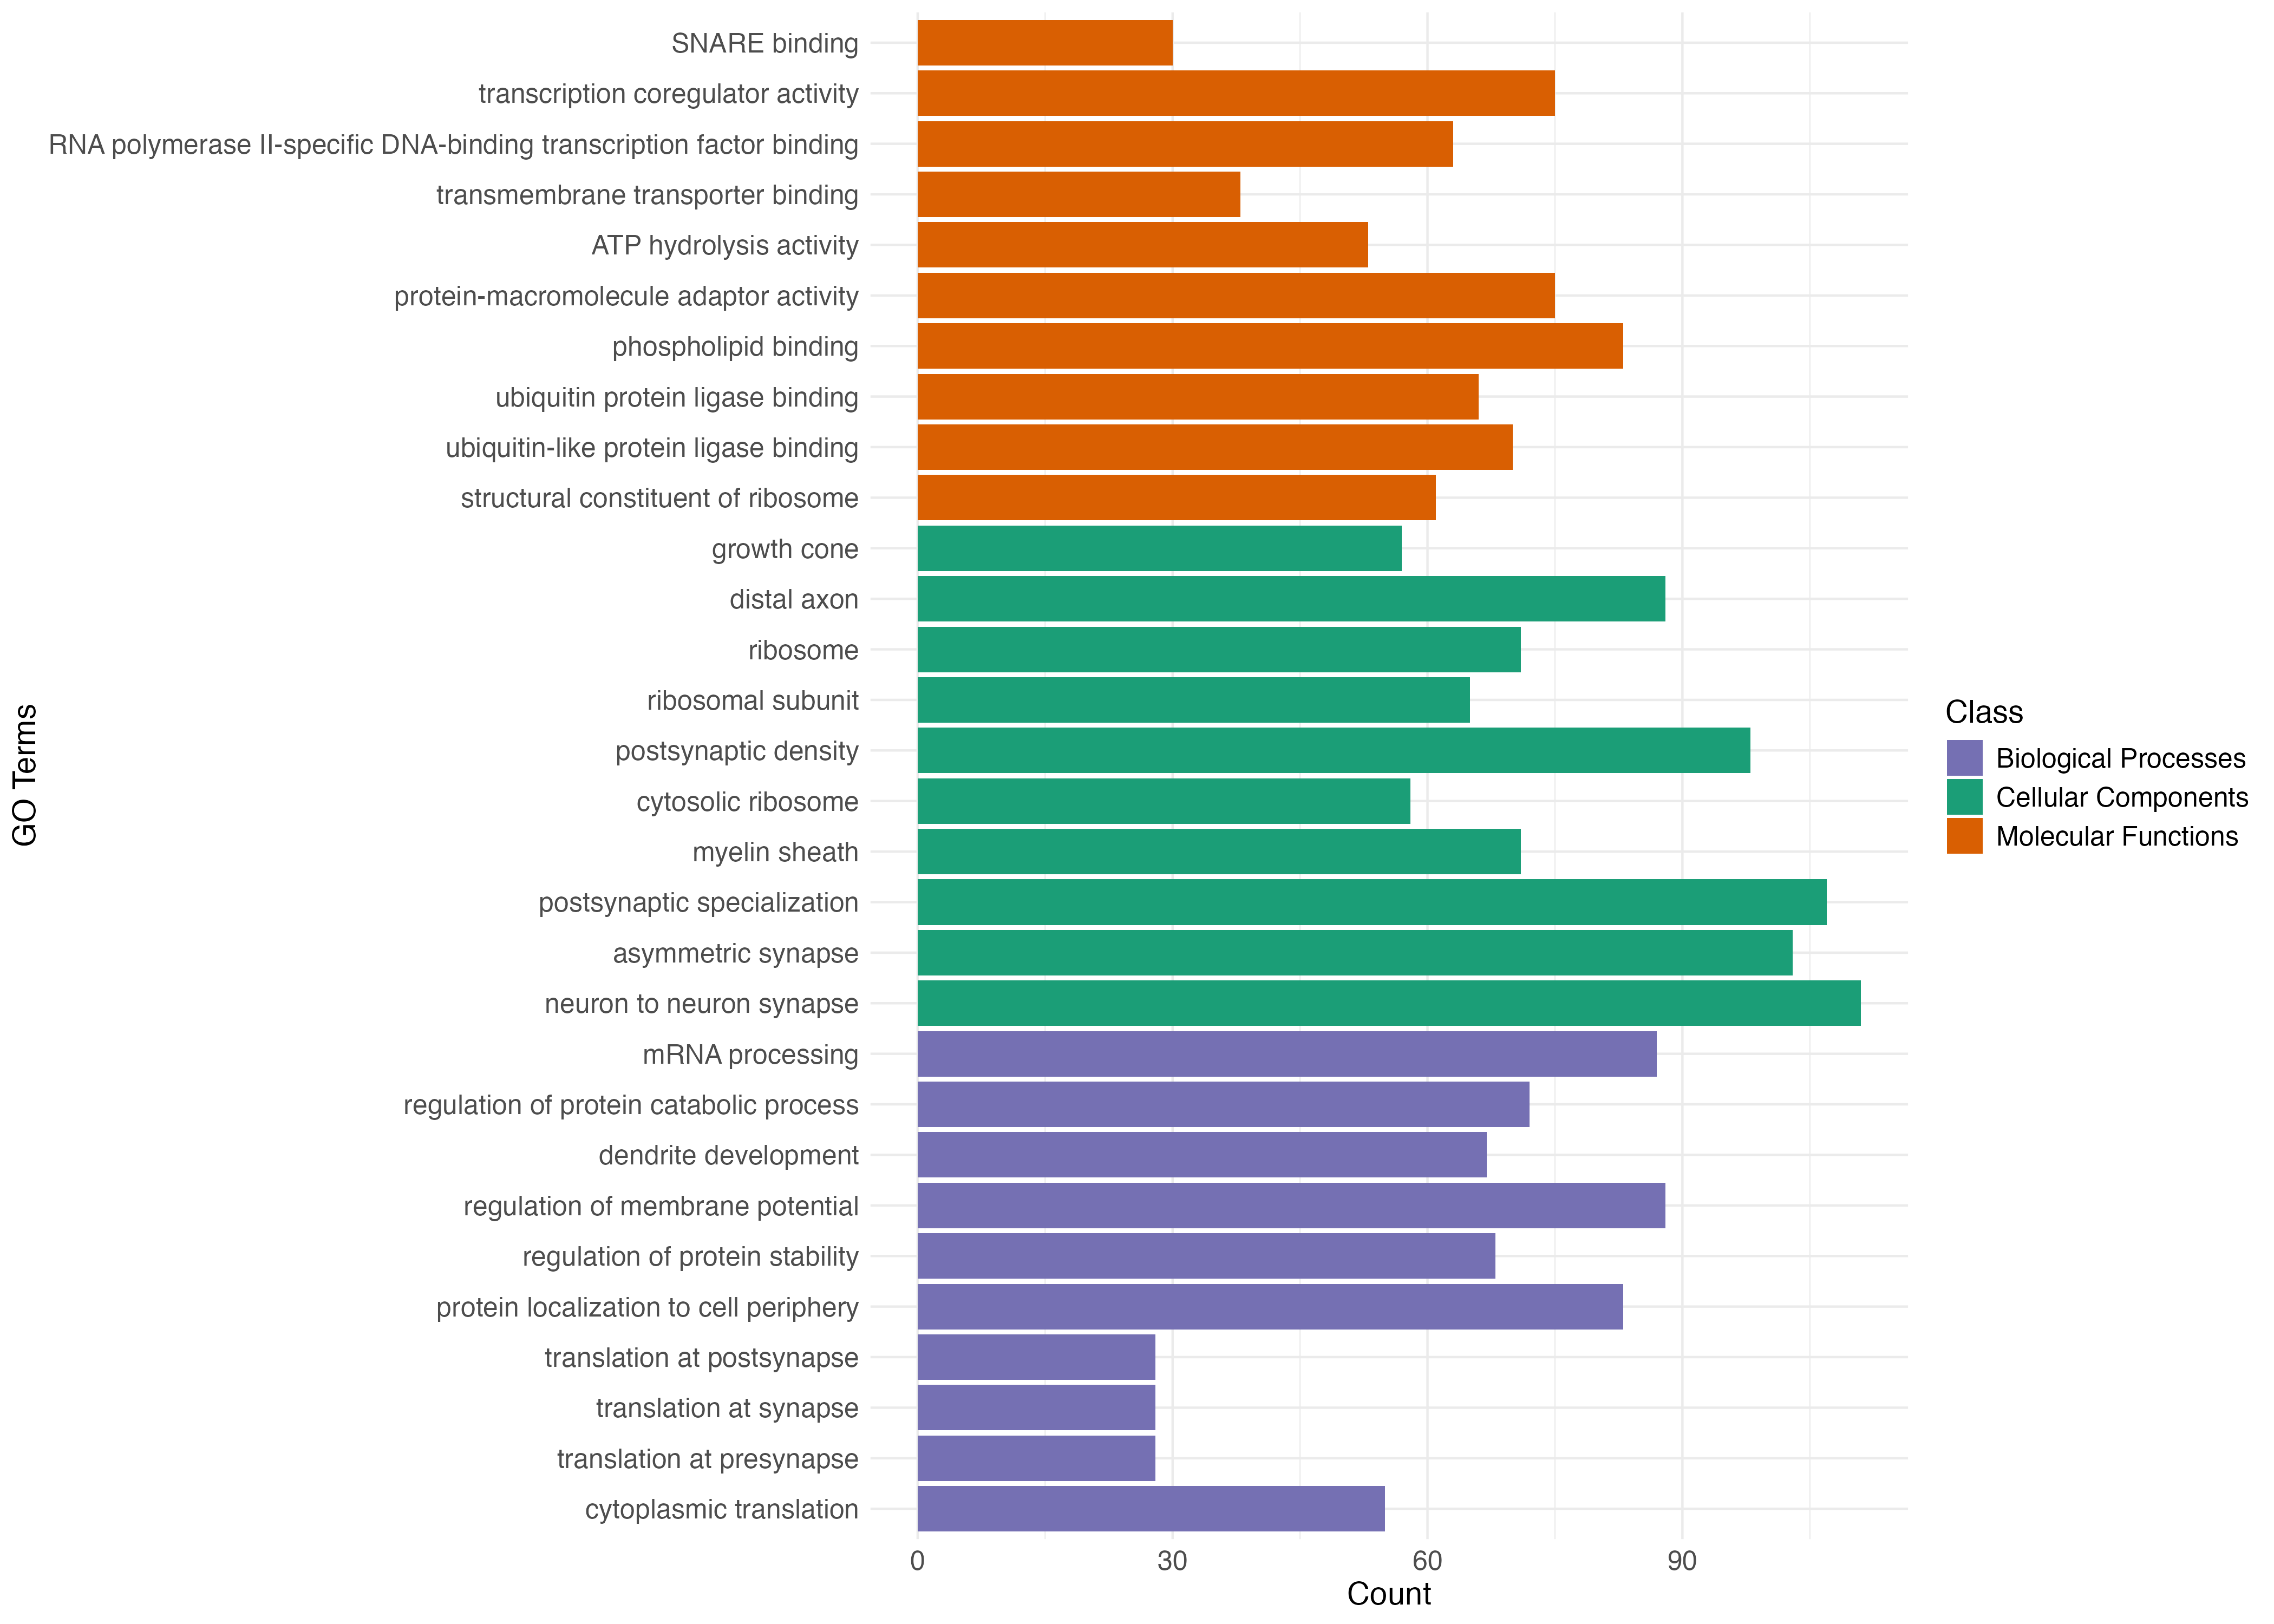 GO Terms
SNARE binding
transcription coregulator activity
RNA polymerase II-specific DNA-binding transcription factor binding
transmembrane transporter binding
ATP hydrolysis activity
protein-macromolecule adaptor activity
phospholipid binding
ubiquitin protein ligase binding
ubiquitin-like protein ligase binding
structural constituent of ribosome
growth cone
distal axon
ribosome
ribosomal subunit
postsynaptic density
cytosolic ribosome
myelin sheath
postsynaptic specialization
asymmetric synapse
neuron to neuron synapse
mRNA processing
regulation of protein catabolic process
dendrite development
regulation of membrane potential
regulation of protein stability
protein localization to cell periphery
translation at postsynapse
translation at synapse
translation at presynapse
cytoplasmic translation
0 30 60 90
Count
Class
Biological Processes
Cellular Components
Molecular Functions